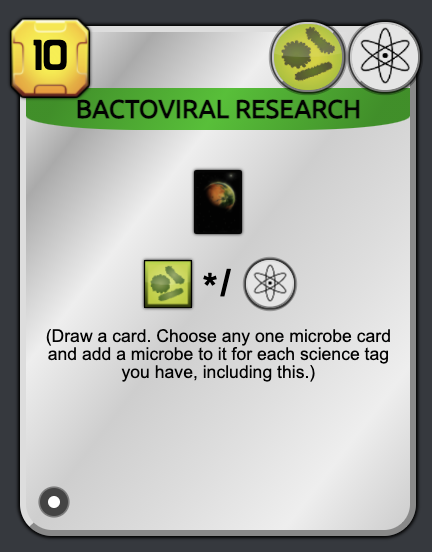 10
BACTOVIRAL RESEARCH
*/
(Draw a card. Choose any one microbe card
and add a microbe to it for each science tag
you have, including this.)